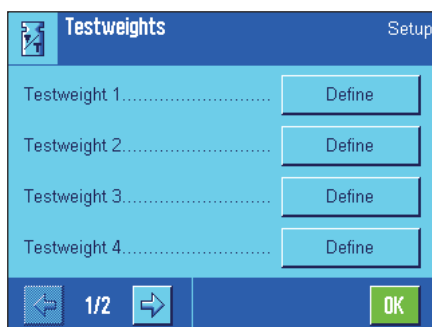 Testweights Setup
Testweight 1........................... Define
Testweight 2........................... Define
Testweight 3........................... Define
Testweight 4........................... Define
1/2 OK